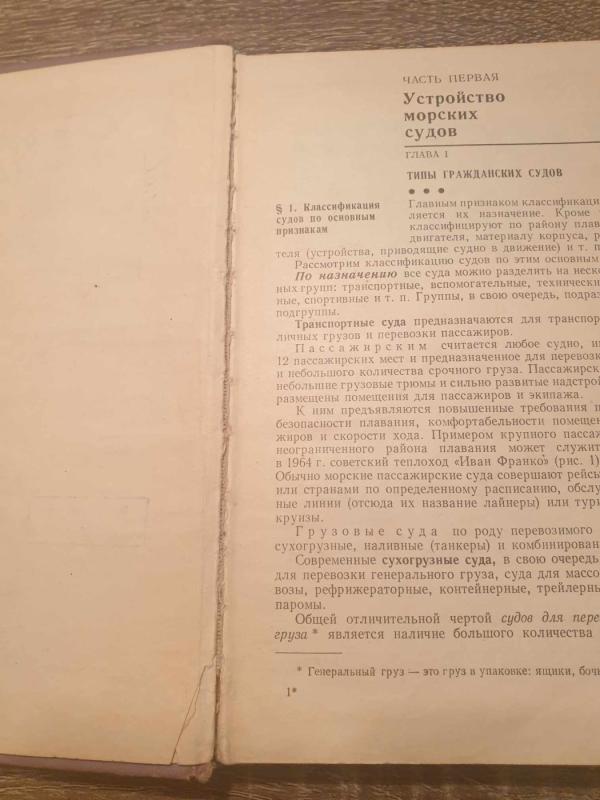 ЧАСТЬ ПЕРВАЯ
Устройство
морских
судов
ГЛАВА I
ТИПЫ ГРАЖДАНСКИХ СУДОВ
• • •
§ 1. Классификация
судов по основным
признакам
Главным признаком классификац
ляется их назначение. Кроме
классифицируют по району плав
двигателя, материалу корпуса, р
теля (устройства, приводящие судно в движение) и т. п
Рассмотрим классификацию судов по этим основным
По назначению все суда можно разделить на неско
ных групп: транспортные, вспомогательные, техническі
ные, спортивные и т. п. Группы, в свою очередь, подраз
подгруппы.
Транспортные суда предназначаются для транспор
личных грузов и перевозки пассажиров.
Пассажирским считается любое судно, им
12 пассажирских мест и предназначенное для перевозк
и небольшого количества срочного груза. Пассажирск
небольшие грузовые трюмы и сильно развитые надстрой
размещены помещения для пассажиров и экипажа.
К ним предъявляются повышенные требования п
безопасности плавания, комфортабельности помещен
жиров и скорости хода. Примером крупного пассаж
неограниченного района плавания может служит
в 1964 г. советский теплоход «Иван Франко» (рис. 1)
Обычно морские пассажирские суда совершают рейсы
или странами по определенному расписанию, обслу
ные линии (отсюда их название лайнеры) или тури
круизы.
Грузовые суда по роду перевозимого
сухогрузные, наливные (танкеры) и комбинирован
Современные сухогрузные суда, в свою очередь
для перевозки генерального груза, суда для массо
возы, рефрижераторные, контейнерные, трейлерны
паромы.
Общей отличительной чертой судов для пере
груза * является наличие большого количества
* Генеральный груз — это груз в упаковке: ящики, бочк
1*